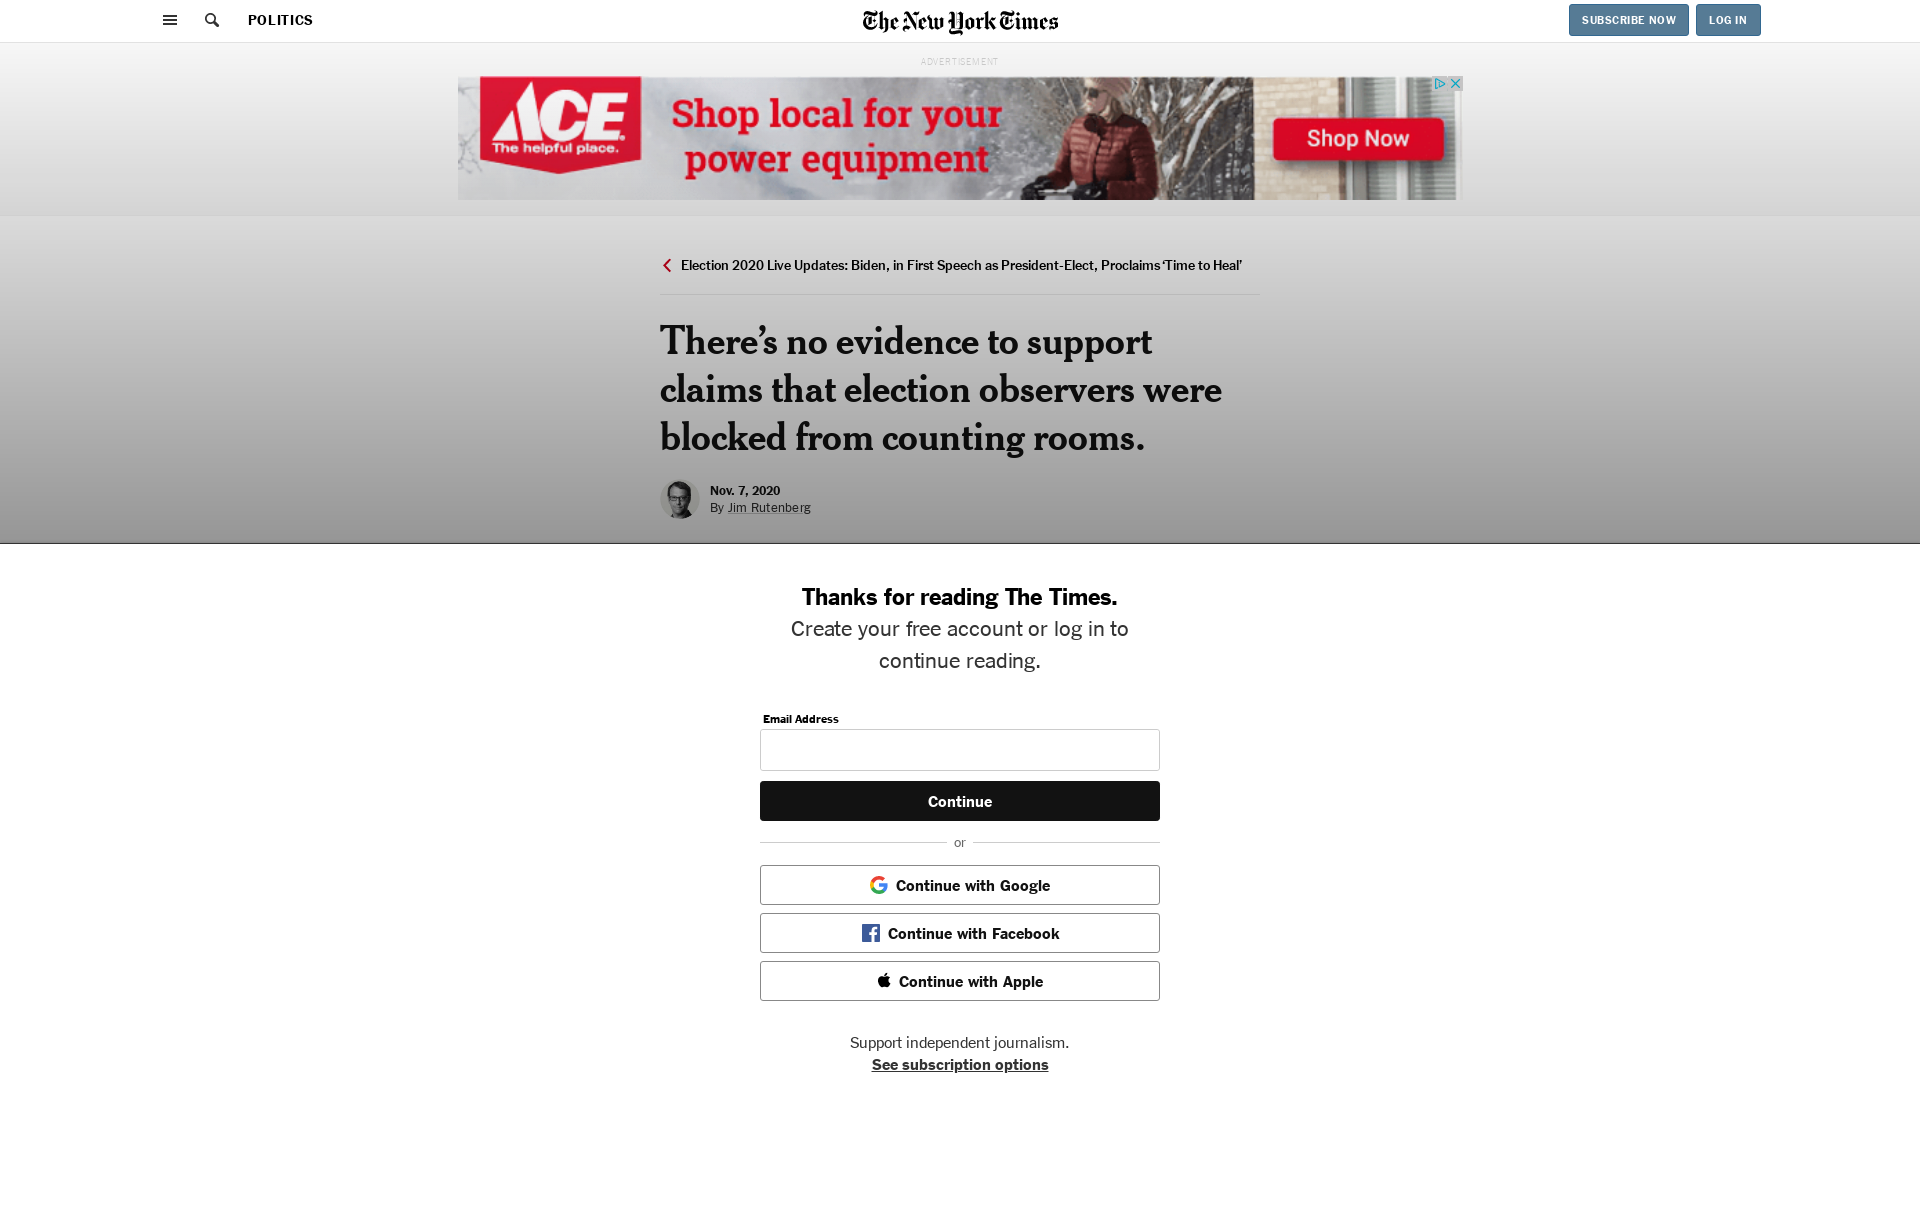 POLITICS
The New York Times
SUBSCRIBE NOW
LOG IN
ADVERTISEMENT
ACE
The helpful place.
Shop local for your
power equipment
Shop Now
Election 2020 Live Updates: Biden, in First Speech as President-Elect, Proclaims ‘Time to Heal’
There’s no evidence to support
claims that election observers were
blocked from counting rooms.
Nov. 7, 2020
By Jim Rutenberg
Thanks for reading The Times.
Create your free account or log in to
continue reading.
Email Address
Continue
or
Continue with Google
Continue with Facebook
Continue with Apple
Support independent journalism.
See subscription options